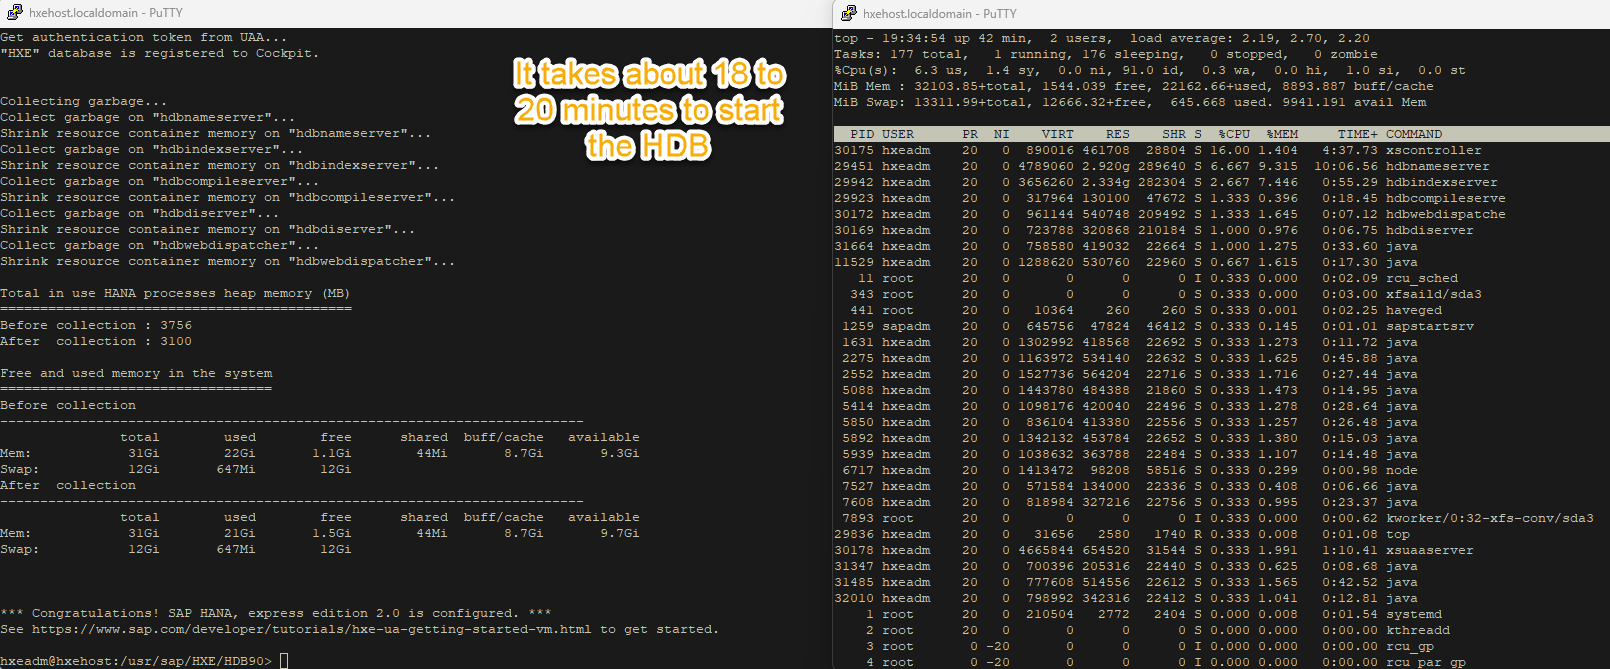 hxehost.localdomain - PuTTY
Get authentication token from UAA...
"HXE" database is registered to Cockpit.
It takes about 18 to
20 minutes to start
the HDB
Collecting garbage...
Collect garbage on "hdbnameserver"...
Shrink resource container memory on "hdbnameserver"...
Collect garbage on "hdbindexserver"...
Shrink resource container memory on "hdbindexserver"...
Collect garbage on "hdbcompileserver"...
Shrink resource container memory on "hdbcompileserver"...
Collect garbage on "hdbdiserver"...
Shrink resource container memory on "hdbdiserver"...
Collect garbage on "hdbwebdispatcher"...
Shrink resource container memory on "hdbwebdispatcher"...
Total in use HANA processes heap memory (MB)
============================================
Before collection : 3756
After  collection : 3100
Free and used memory in the system
==================================
Before collection
-------------------------------------------------------------------------
total        used        free      shared  buff/cache   available
Mem:           31Gi        22Gi       1.1Gi        44Mi       8.7Gi       9.3Gi
Swap:          12Gi       647Mi        12Gi
After  collection
-------------------------------------------------------------------------
total        used        free      shared  buff/cache   available
Mem:           31Gi        21Gi       1.5Gi        44Mi       8.7Gi       9.7Gi
Swap:          12Gi       647Mi        12Gi
*** Congratulations! SAP HANA, express edition 2.0 is configured. ***
See https://www.sap.com/developer/tutorials/hxe-ua-getting-started-vm.html to get started.
hxeadm@hxehost:/usr/sap/HXE/HDB90>
hxehost.localdomain - PuTTY
top - 19:34:54 up 42 min,  2 users,  load average: 2.19, 2.70, 2.20
Tasks: 177 total,   1 running, 176 sleeping,   0 stopped,   0 zombie
%Cpu(s):  6.3 us,  1.4 sy,  0.0 ni, 91.0 id,  0.3 wa,  0.0 hi,  1.0 si,  0.0 st
MiB Mem : 32103.85+total, 1544.039 free, 22162.66+used, 8893.887 buff/cache
MiB Swap: 13311.99+total, 12666.32+free,  645.668 used. 9941.191 avail Mem
PID USER      PR  NI    VIRT    RES    SHR S  %CPU  %MEM     TIME+ COMMAND
30175 hxeadm    20   0  890016 461708  28804 S 16.00 1.404   4:37.73 xscontroller
29451 hxeadm    20   0 4789060 2.920g 289640 S 6.667 9.315  10:06.56 hdbnameserver
29942 hxeadm    20   0 3656260 2.334g 282304 S 2.667 7.446   0:55.29 hdbindexserver
29923 hxeadm    20   0  317964 130100  47672 S 1.333 0.396   0:18.45 hdbcompileserve
30172 hxeadm    20   0  961144 540748 209492 S 1.333 1.645   0:07.12 hdbwebdispatche
30169 hxeadm    20   0  723788 320868 210184 S 1.000 0.976   0:06.75 hdbdiserver
31664 hxeadm    20   0  758580 419032  22664 S 1.000 1.275   0:33.60 java
11529 hxeadm    20   0 1288620 530760  22960 S 0.667 1.615   0:17.30 java
11 root      20   0       0      0      0 I 0.333 0.000   0:02.09 rcu_sched
343 root      20   0       0      0      0 S 0.333 0.000   0:03.00 xfsaild/sda3
441 root      20   0   10364    260    260 S 0.333 0.001   0:02.25 haveged
1259 sapadm    20   0  645756  47824  46412 S 0.333 0.145   0:01.01 sapstartsrv
1631 hxeadm    20   0 1302992 418568  22692 S 0.333 1.273   0:11.72 java
2275 hxeadm    20   0 1163972 534140  22632 S 0.333 1.625   0:45.88 java
2552 hxeadm    20   0 1527736 564204  22716 S 0.333 1.716   0:27.44 java
5088 hxeadm    20   0 1443780 484388  21860 S 0.333 1.473   0:14.95 java
5414 hxeadm    20   0 1098176 420040  22496 S 0.333 1.278   0:28.64 java
5850 hxeadm    20   0  836104 413380  22556 S 0.333 1.257   0:26.48 java
5892 hxeadm    20   0 1342132 453784  22652 S 0.333 1.380   0:15.03 java
5939 hxeadm    20   0 1038632 363788  22484 S 0.333 1.107   0:14.48 java
6717 hxeadm    20   0 1413472  98208  58516 S 0.333 0.299   0:00.98 node
7527 hxeadm    20   0  571584 134000  22336 S 0.333 0.408   0:06.66 java
7608 hxeadm    20   0  818984 327216  22756 S 0.333 0.995   0:23.37 java
7893 root      20   0       0      0      0 I 0.333 0.000   0:00.62 kworker/0:32-xfs-conv/sda3
29836 hxeadm    20   0   31656   2580   1740 R 0.333 0.008   0:01.08 top
30178 hxeadm    20   0 4665844 654520  31544 S 0.333 1.991   1:10.41 xsuaaserver
31347 hxeadm    20   0  700396 205316  22440 S 0.333 0.625   0:08.68 java
31485 hxeadm    20   0  777608 514556  22612 S 0.333 1.565   0:42.52 java
32010 hxeadm    20   0  798992 342316  22412 S 0.333 1.041   0:12.81 java
1 root      20   0  210504   2772   2404 S 0.000 0.008   0:01.54 systemd
2 root      20   0       0      0      0 S 0.000 0.000   0:00.00 kthreadd
3 root       0 -20       0      0      0 I 0.000 0.000   0:00.00 rcu_gp
4 root       0 -20       0      0      0 I 0.000 0.000   0:00.00 rcu_par_gp